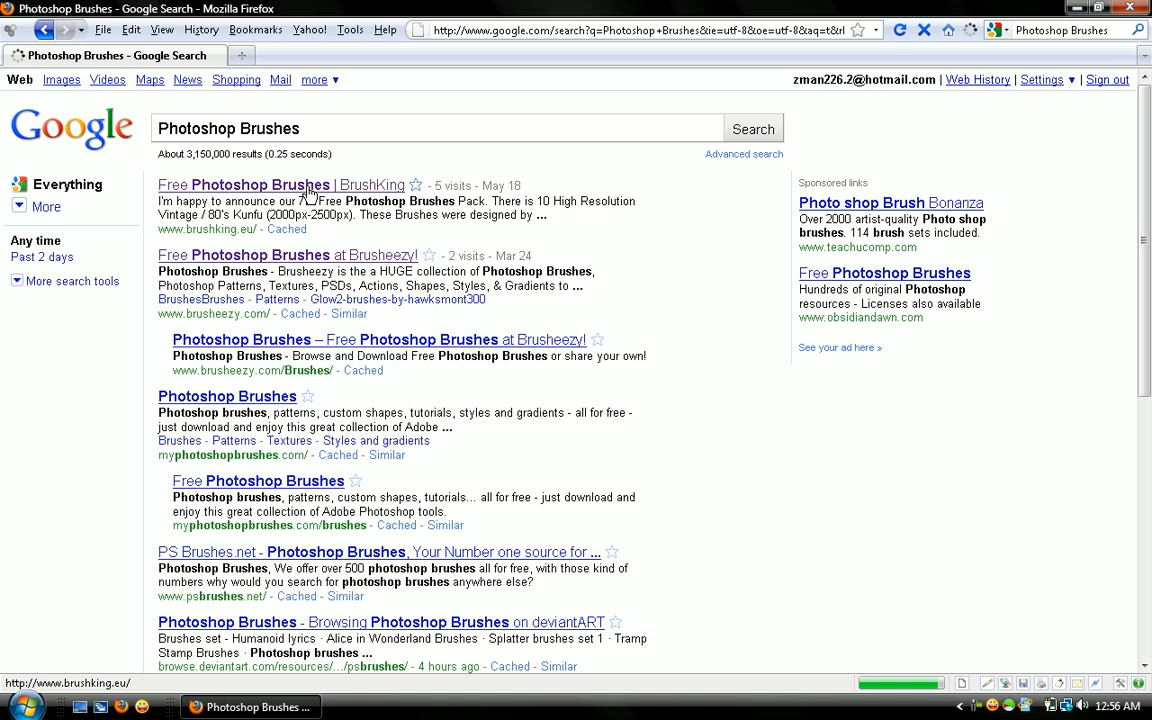 Photoshop Brushes - Google Search - Mozilla Firefox
File Edit View History Bookmarks Yahoo! Tools Help
http://www.google.com/search?q=Photoshop+Brushes&ie=utf-8&oe=utf-8&aq=t&rl
Photoshop Brushes
Photoshop Brushes - Google Search
Web Images Videos Maps News Shopping Mail more ▼
zman226.2@hotmail.com | Web History | Settings ▼ | Sign out
Google
Photoshop Brushes
Search
About 3,150,000 results (0.25 seconds)
Advanced search
Everything
More
Any time
Past 2 days
More search tools
Free Photoshop Brushes | BrushKing - 5 visits - May 18
I'm happy to announce our Free Photoshop Brushes Pack. There is 10 High Resolution
Vintage / 80's Kunfu (2000px-2500px). These Brushes were designed by ...
www.brushking.eu/ - Cached
Free Photoshop Brushes at Brusheezy! - 2 visits - Mar 24
Photoshop Brushes - Brusheezy is the a HUGE collection of Photoshop Brushes,
Photoshop Patterns, Textures, PSDs, Actions, Shapes, Styles, & Gradients to ...
BrushesBrushes - Patterns - Glow2-brushes-by-hawksmont300
www.brusheezy.com/ - Cached - Similar
Photoshop Brushes – Free Photoshop Brushes at Brusheezy!
Photoshop Brushes - Browse and Download Free Photoshop Brushes or share your own!
www.brusheezy.com/Brushes/ - Cached
Photoshop Brushes
Photoshop brushes, patterns, custom shapes, tutorials, styles and gradients - all for free -
just download and enjoy this great collection of Adobe ...
Brushes - Patterns - Textures - Styles and gradients
myphotoshopbrushes.com/ - Cached - Similar
Free Photoshop Brushes
Photoshop brushes, patterns, custom shapes, tutorials... all for free - just download and
enjoy this great collection of Adobe Photoshop tools.
myphotoshopbrushes.com/brushes - Cached - Similar
PS Brushes.net - Photoshop Brushes, Your Number one source for ...
Photoshop Brushes, We offer over 500 photoshop brushes all for free, with those kind of
numbers why would you search for photoshop brushes anywhere else?
www.psbrushes.net/ - Cached - Similar
Photoshop Brushes - Browsing Photoshop Brushes on deviantART
Brushes set - Humanoid lyrics · Alice in Wonderland Brushes · Splatter brushes set 1 · Tramp
Stamp Brushes · Photoshop brushes ...
browse.deviantart.com/resources/.../psbrushes/ - 4 hours ago - Cached - Similar
Sponsored links
Photo shop Brush Bonanza
Over 2000 artist-quality Photo shop
brushes. 114 brush sets included.
www.teachucomp.com
Free Photoshop Brushes
Hundreds of original Photoshop
resources - Licenses also available
www.obsidiandawn.com
See your ad here »
http://www.brushking.eu/
Photoshop Brushes ...
12:56 AM